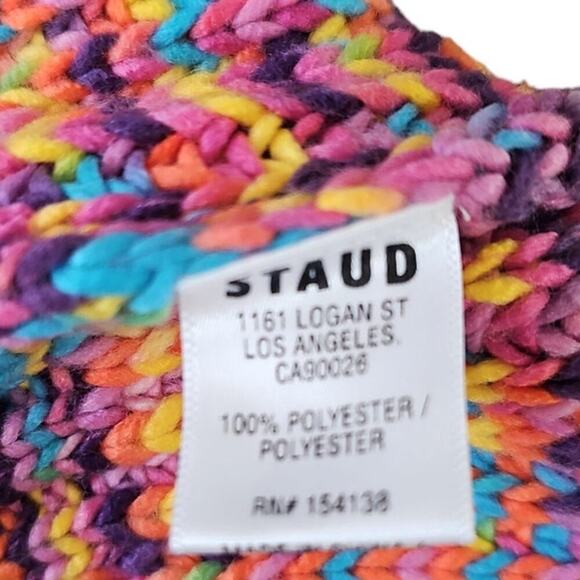 STAUD
1161 LOGAN ST
LOS ANGELES,
CA90026
100% POLYESTER /
POLYESTER
RN# 154138